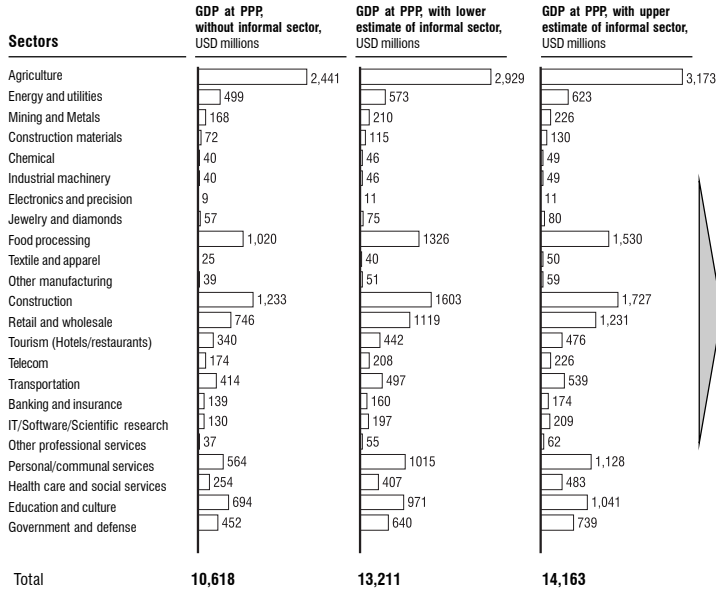 Sectors
GDP at PPP,
without informal sector,
USD millions
GDP at PPP, with lower
estimate of informal sector,
USD millions
GDP at PPP, with upper
estimate of informal sector,
USD millions
Agriculture 2,441 2,929 3,173
Energy and utilities 499 573 623
Mining and Metals 168 210 226
Construction materials 72 115 130
Chemical 40 46 49
Industrial machinery 40 46 49
Electronics and precision 9 11 11
Jewelry and diamonds 57 75 80
Food processing 1,020 1326 1,530
Textile and apparel 25 40 50
Other manufacturing 39 51 59
Construction 1,233 1603 1,727
Retail and wholesale 746 1119 1,231
Tourism (Hotels/restaurants) 340 442 476
Telecom 174 208 226
Transportation 414 497 539
Banking and insurance 139 160 174
IT/Software/Scientific research 130 197 209
Other professional services 37 55 62
Personal/communal services 564 1015 1,128
Health care and social services 254 407 483
Education and culture 694 971 1,041
Government and defense 452 640 739
Total 10,618 13,211 14,163